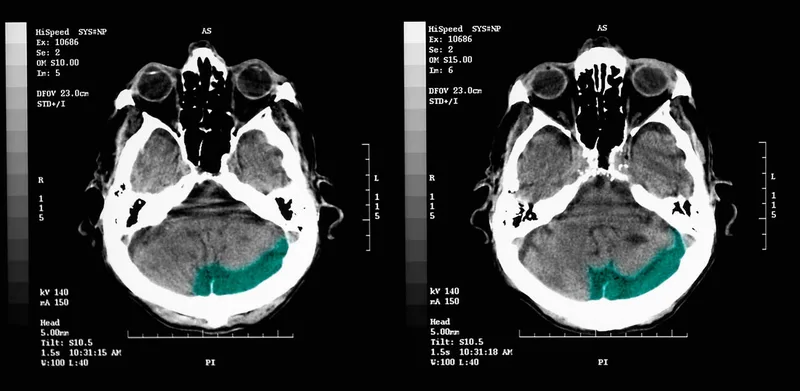 HiSpeed SYS#NP
Ex: 10686
Se: 2
OM S10.00
Im: 5
DFOV 23.0cm
STD+/I
AS
R
1
1
5
L
1
1
5
kV 140
mA 150
Head
5.00mm
Tilt: S10.5
1.5s 10:31:15 AM
W:100 L:40
PI
HiSpeed SYS#NP
Ex: 10686
Se: 2
OM S15.00
Im: 6
DFOV 23.0cm
STD+/I
AS
R
1
1
5
L
1
1
5
kV 140
mA 150
Head
5.00mm
Tilt: S10.5
1.5s 10:31:18 AM
W:100 L:40
PI